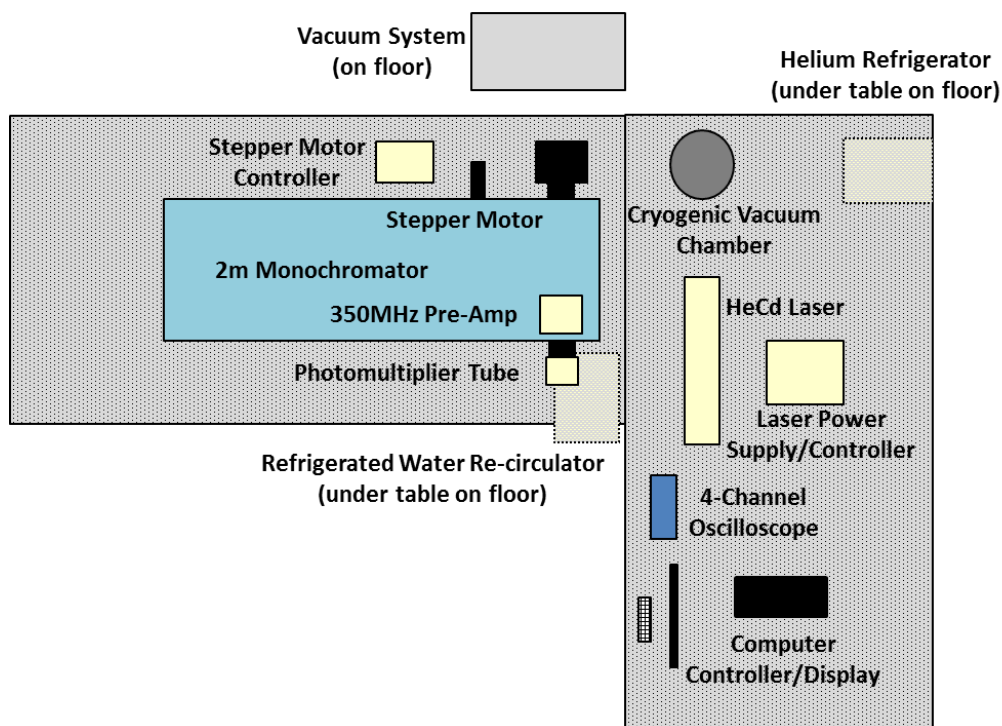 Vacuum System
(on floor)
Helium Refrigerator
(under table on floor)
Stepper Motor
Controller
Stepper Motor
Cryogenic Vacuum
Chamber
2m Monochromator
350MHz Pre-Amp
HeCd Laser
Photomultiplier Tube
Laser Power
Supply/Controller
Refrigerated Water Re-circulator
(under table on floor)
4-Channel
Oscilloscope
Computer
Controller/Display